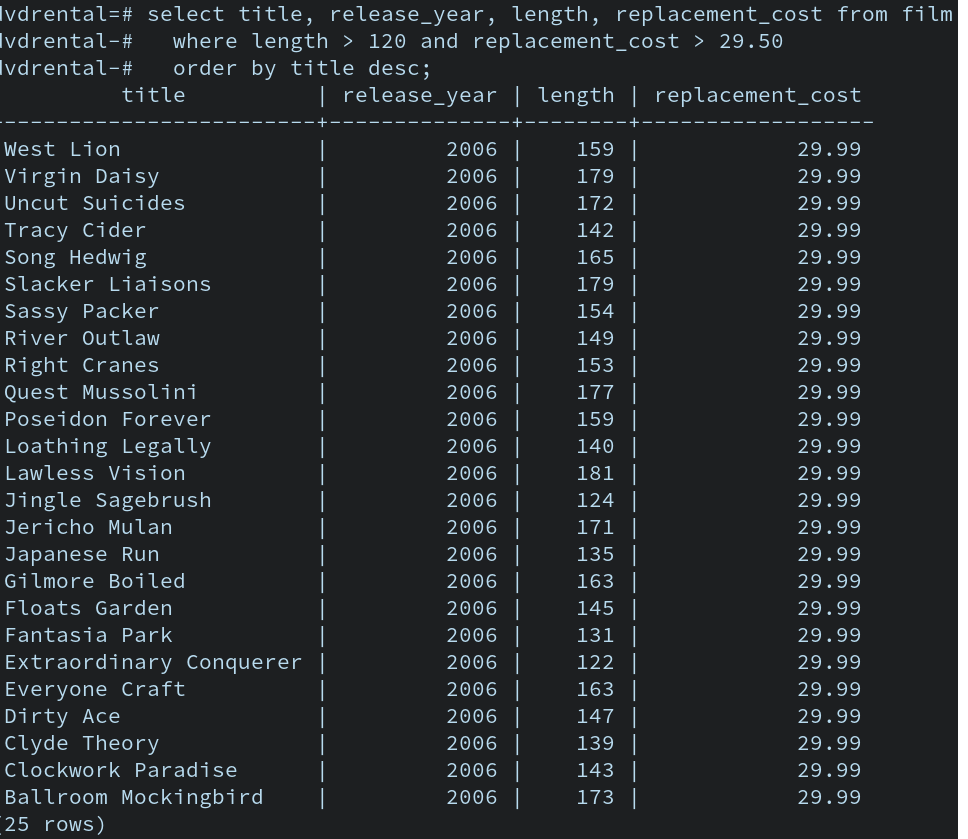 dvdrental=# select title, release_year, length, replacement_cost from film
dvdrental-#   where length > 120 and replacement_cost > 29.50
dvdrental-#   order by title desc;
         title          | release_year | length | replacement_cost
------------------------+--------------+--------+------------------
West Lion               |         2006 |    159 |            29.99
Virgin Daisy            |         2006 |    179 |            29.99
Uncut Suicides          |         2006 |    172 |            29.99
Tracy Cider             |         2006 |    142 |            29.99
Song Hedwig             |         2006 |    165 |            29.99
Slacker Liaisons        |         2006 |    179 |            29.99
Sassy Packer            |         2006 |    154 |            29.99
River Outlaw            |         2006 |    149 |            29.99
Right Cranes            |         2006 |    153 |            29.99
Quest Mussolini         |         2006 |    177 |            29.99
Poseidon Forever        |         2006 |    159 |            29.99
Loathing Legally        |         2006 |    140 |            29.99
Lawless Vision          |         2006 |    181 |            29.99
Jingle Sagebrush        |         2006 |    124 |            29.99
Jericho Mulan           |         2006 |    171 |            29.99
Japanese Run            |         2006 |    135 |            29.99
Gilmore Boiled          |         2006 |    163 |            29.99
Floats Garden           |         2006 |    145 |            29.99
Fantasia Park           |         2006 |    131 |            29.99
Extraordinary Conquerer |         2006 |    122 |            29.99
Everyone Craft          |         2006 |    163 |            29.99
Dirty Ace               |         2006 |    147 |            29.99
Clyde Theory            |         2006 |    139 |            29.99
Clockwork Paradise      |         2006 |    143 |            29.99
Ballroom Mockingbird    |         2006 |    173 |            29.99
(25 rows)